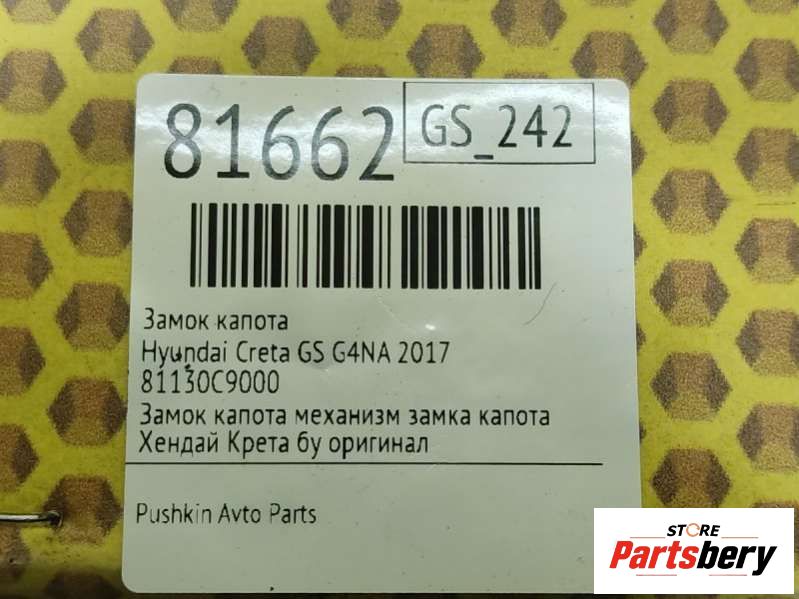 81662
GS_242
Замок капота
Hyundai Creta GS G4NA 2017
81130C9000
Замок капота механизм замка капота
Хендай Крета бу оригинал
Pushkin Avto Parts
STORE
Partsbery